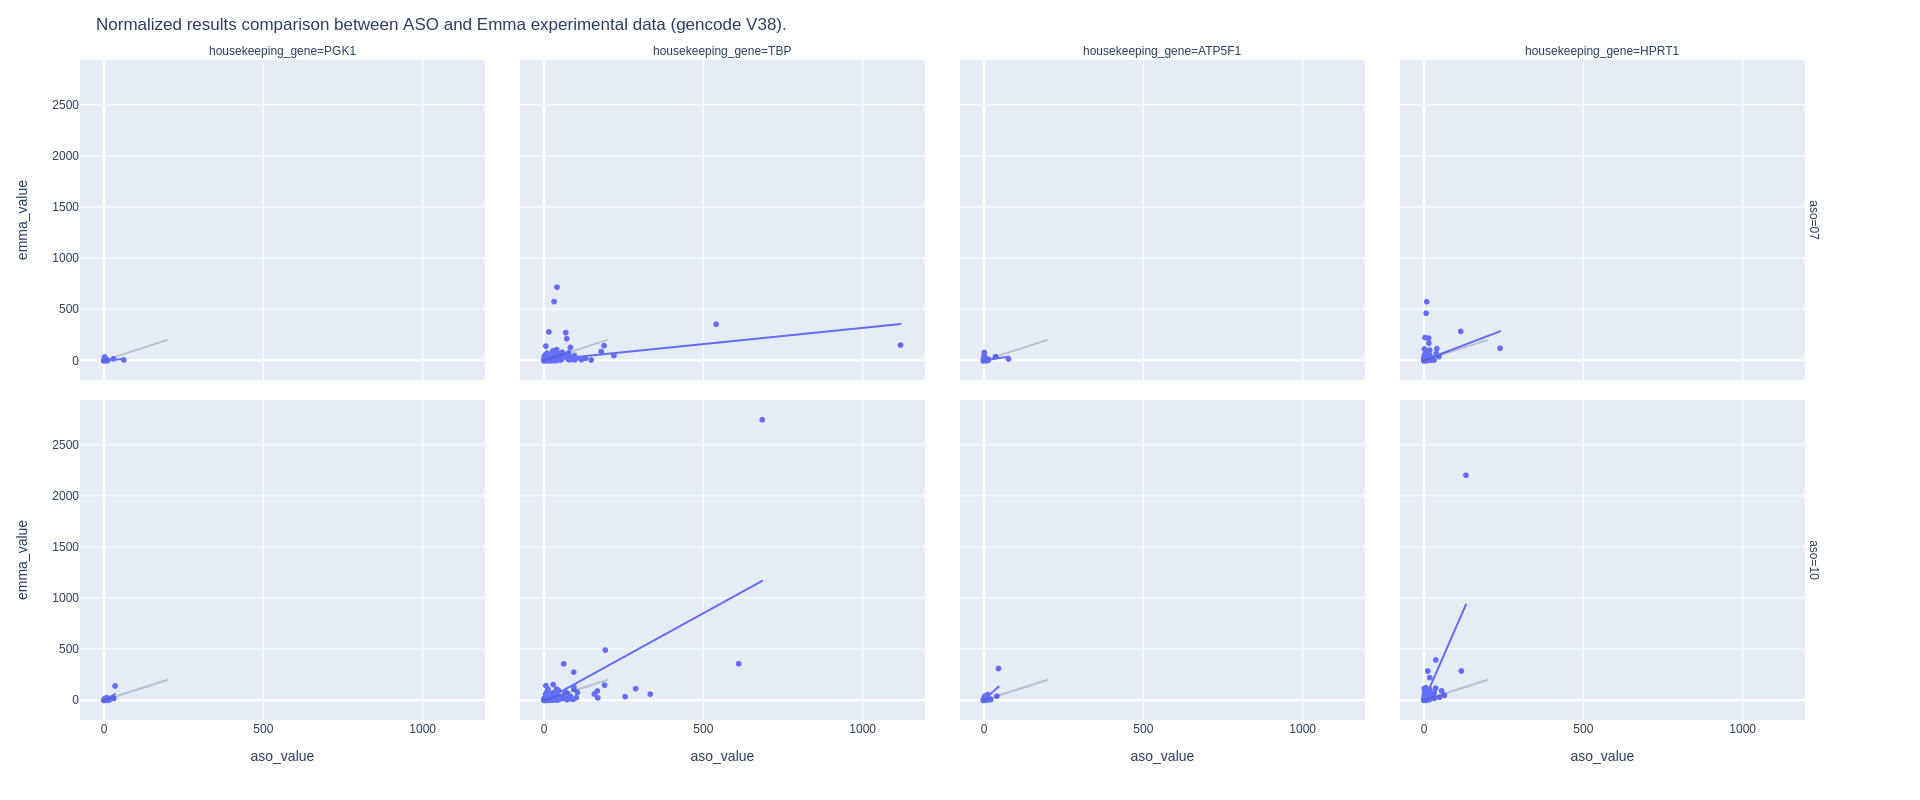 Normalized results comparison between ASO and Emma experimental data (gencode V38).
housekeeping_gene=PGK1
housekeeping_gene=TBP
housekeeping_gene=ATP5F1
housekeeping_gene=HPRT1
2500
2000
1500
1000
500
0
emma_value
aso=07
2500
2000
1500
1000
500
0
emma_value
aso=10
0 500 1000
0 500 1000
0 500 1000
0 500 1000
aso_value
aso_value
aso_value
aso_value